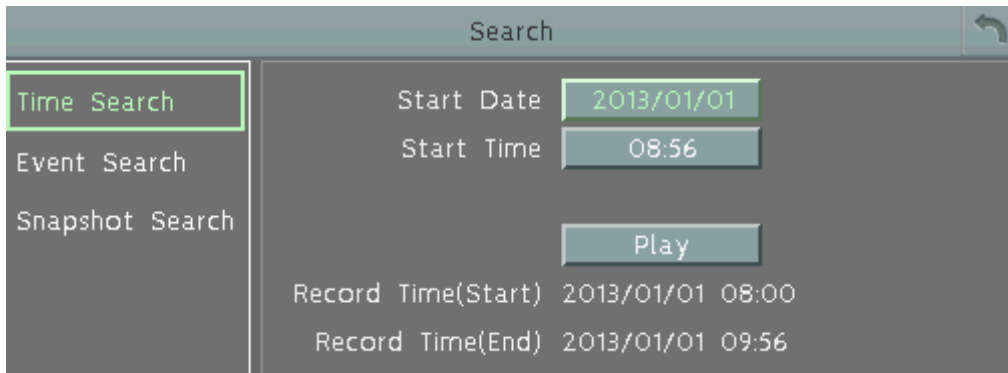 Search
Time Search
Event Search
Snapshot Search
Start Date 2013/01/01
Start Time 08:56
Play
Record Time(Start) 2013/01/01 08:00
Record Time(End) 2013/01/01 09:56